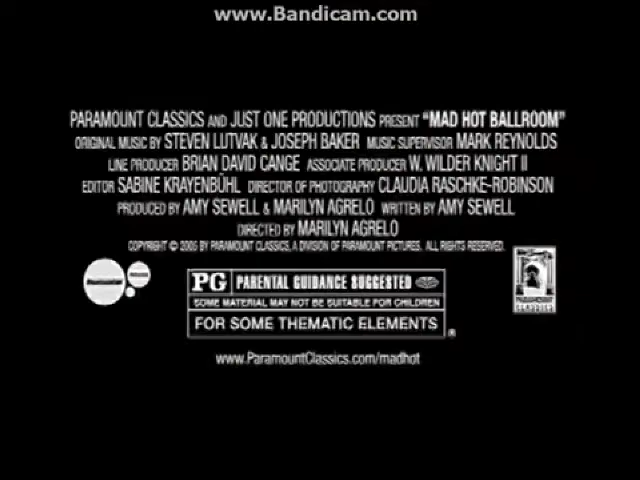 www.Bandicam.com
PARAMOUNT CLASSICS AND JUST ONE PRODUCTIONS PRESENT "MAD HOT BALLROOM"
ORIGINAL MUSIC BY STEVEN LUTVAK & JOSEPH BAKER MUSIC SUPERVISOR MARK REYNOLDS
LINE PRODUCER BRIAN DAVID CANGE ASSOCIATE PRODUCER W. WILDER KNIGHT II
EDITOR SABINE KRAYENBÜHL DIRECTOR OF PHOTOGRAPHY CLAUDIA RASCHKE-ROBINSON
PRODUCED BY AMY SEWELL & MARILYN AGRELO WRITTEN BY AMY SEWELL
DIRECTED BY MARILYN AGRELO
COPYRIGHT © 2005 BY PARAMOUNT CLASSICS, A DIVISION OF PARAMOUNT PICTURES. ALL RIGHTS RESERVED.
PG PARENTAL GUIDANCE SUGGESTED
SOME MATERIAL MAY NOT BE SUITABLE FOR CHILDREN
FOR SOME THEMATIC ELEMENTS
®
CLASSICS
www.ParamountClassics.com/madhot